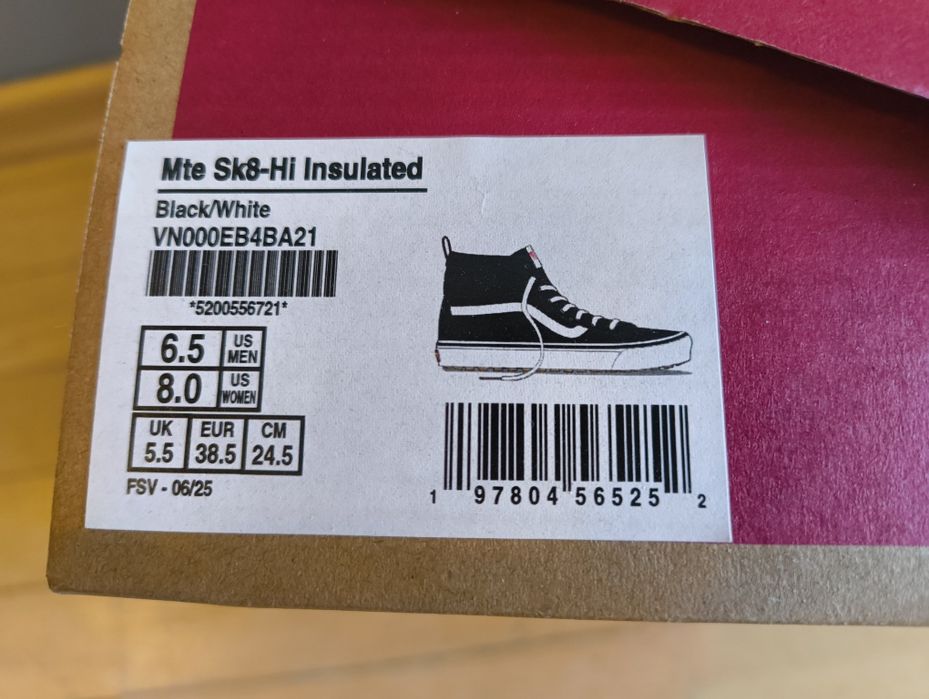 Mte Sk8-Hi Insulated
Black/White
VN000EB4BA21
*5200556721*
6.5 US MEN
8.0 US WOMEN
UK EUR CM
5.5 38.5 24.5
FSV - 06/25
1 97804 56525 2